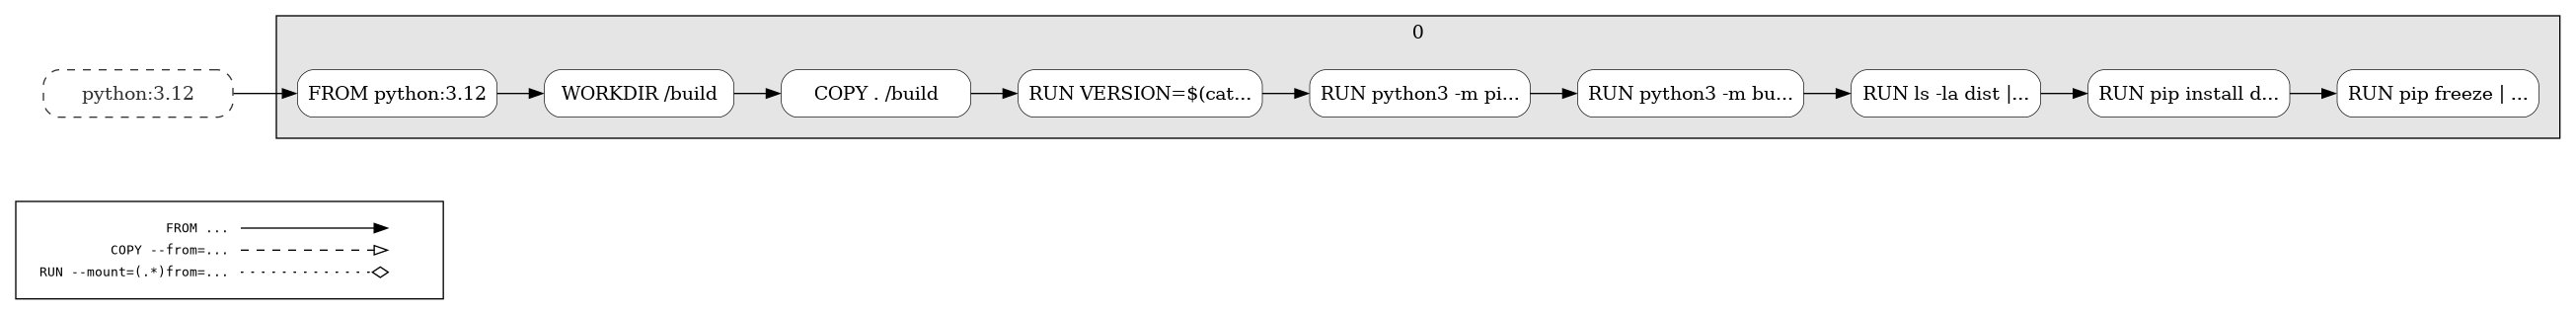 0
python:3.12
FROM python:3.12
WORKDIR /build
COPY . /build
RUN VERSION=$(cat...
RUN python3 -m pi...
RUN python3 -m bu...
RUN ls -la dist |...
RUN pip install d...
RUN pip freeze | ...
FROM ...
COPY --from=...
RUN --mount=(.*)from=...